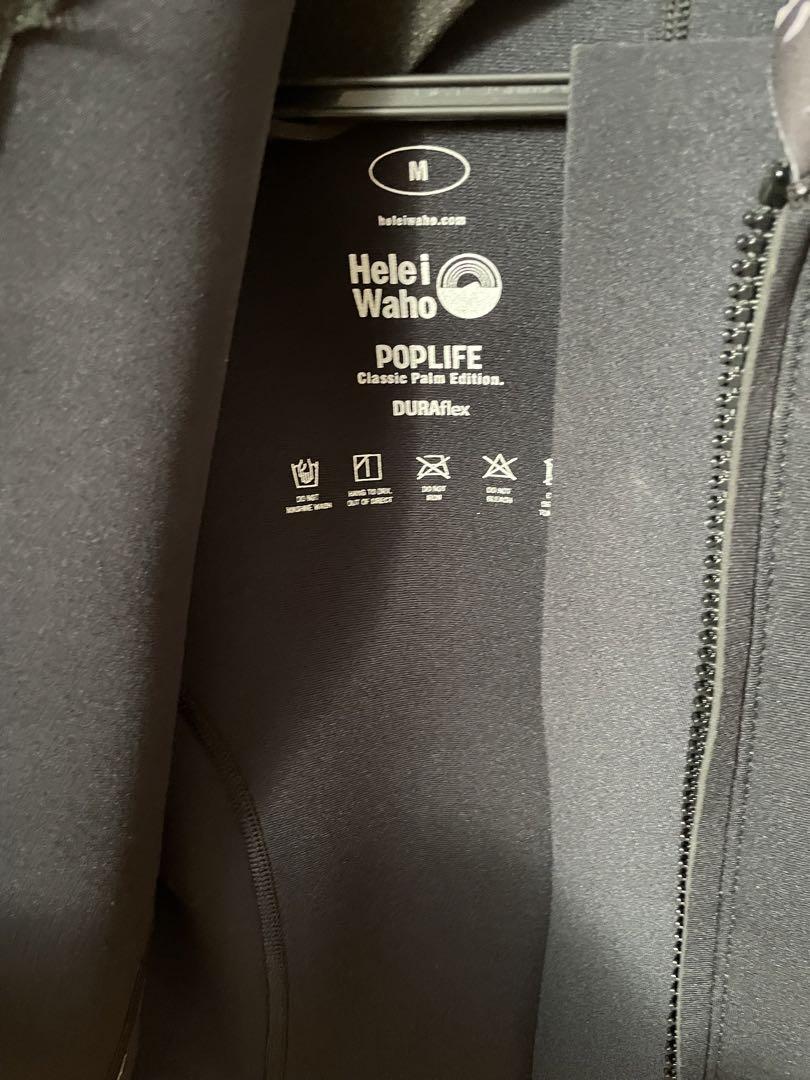 M
heleiwaho.com
Hele i
Waho
POPLIFE
Classic Palm Edition.
DURAflex
DO NOT
MACHINE WASH
HANG TO DRY,
OUT OF DIRECT
DO NOT
IRON
DO NOT
BLEACH